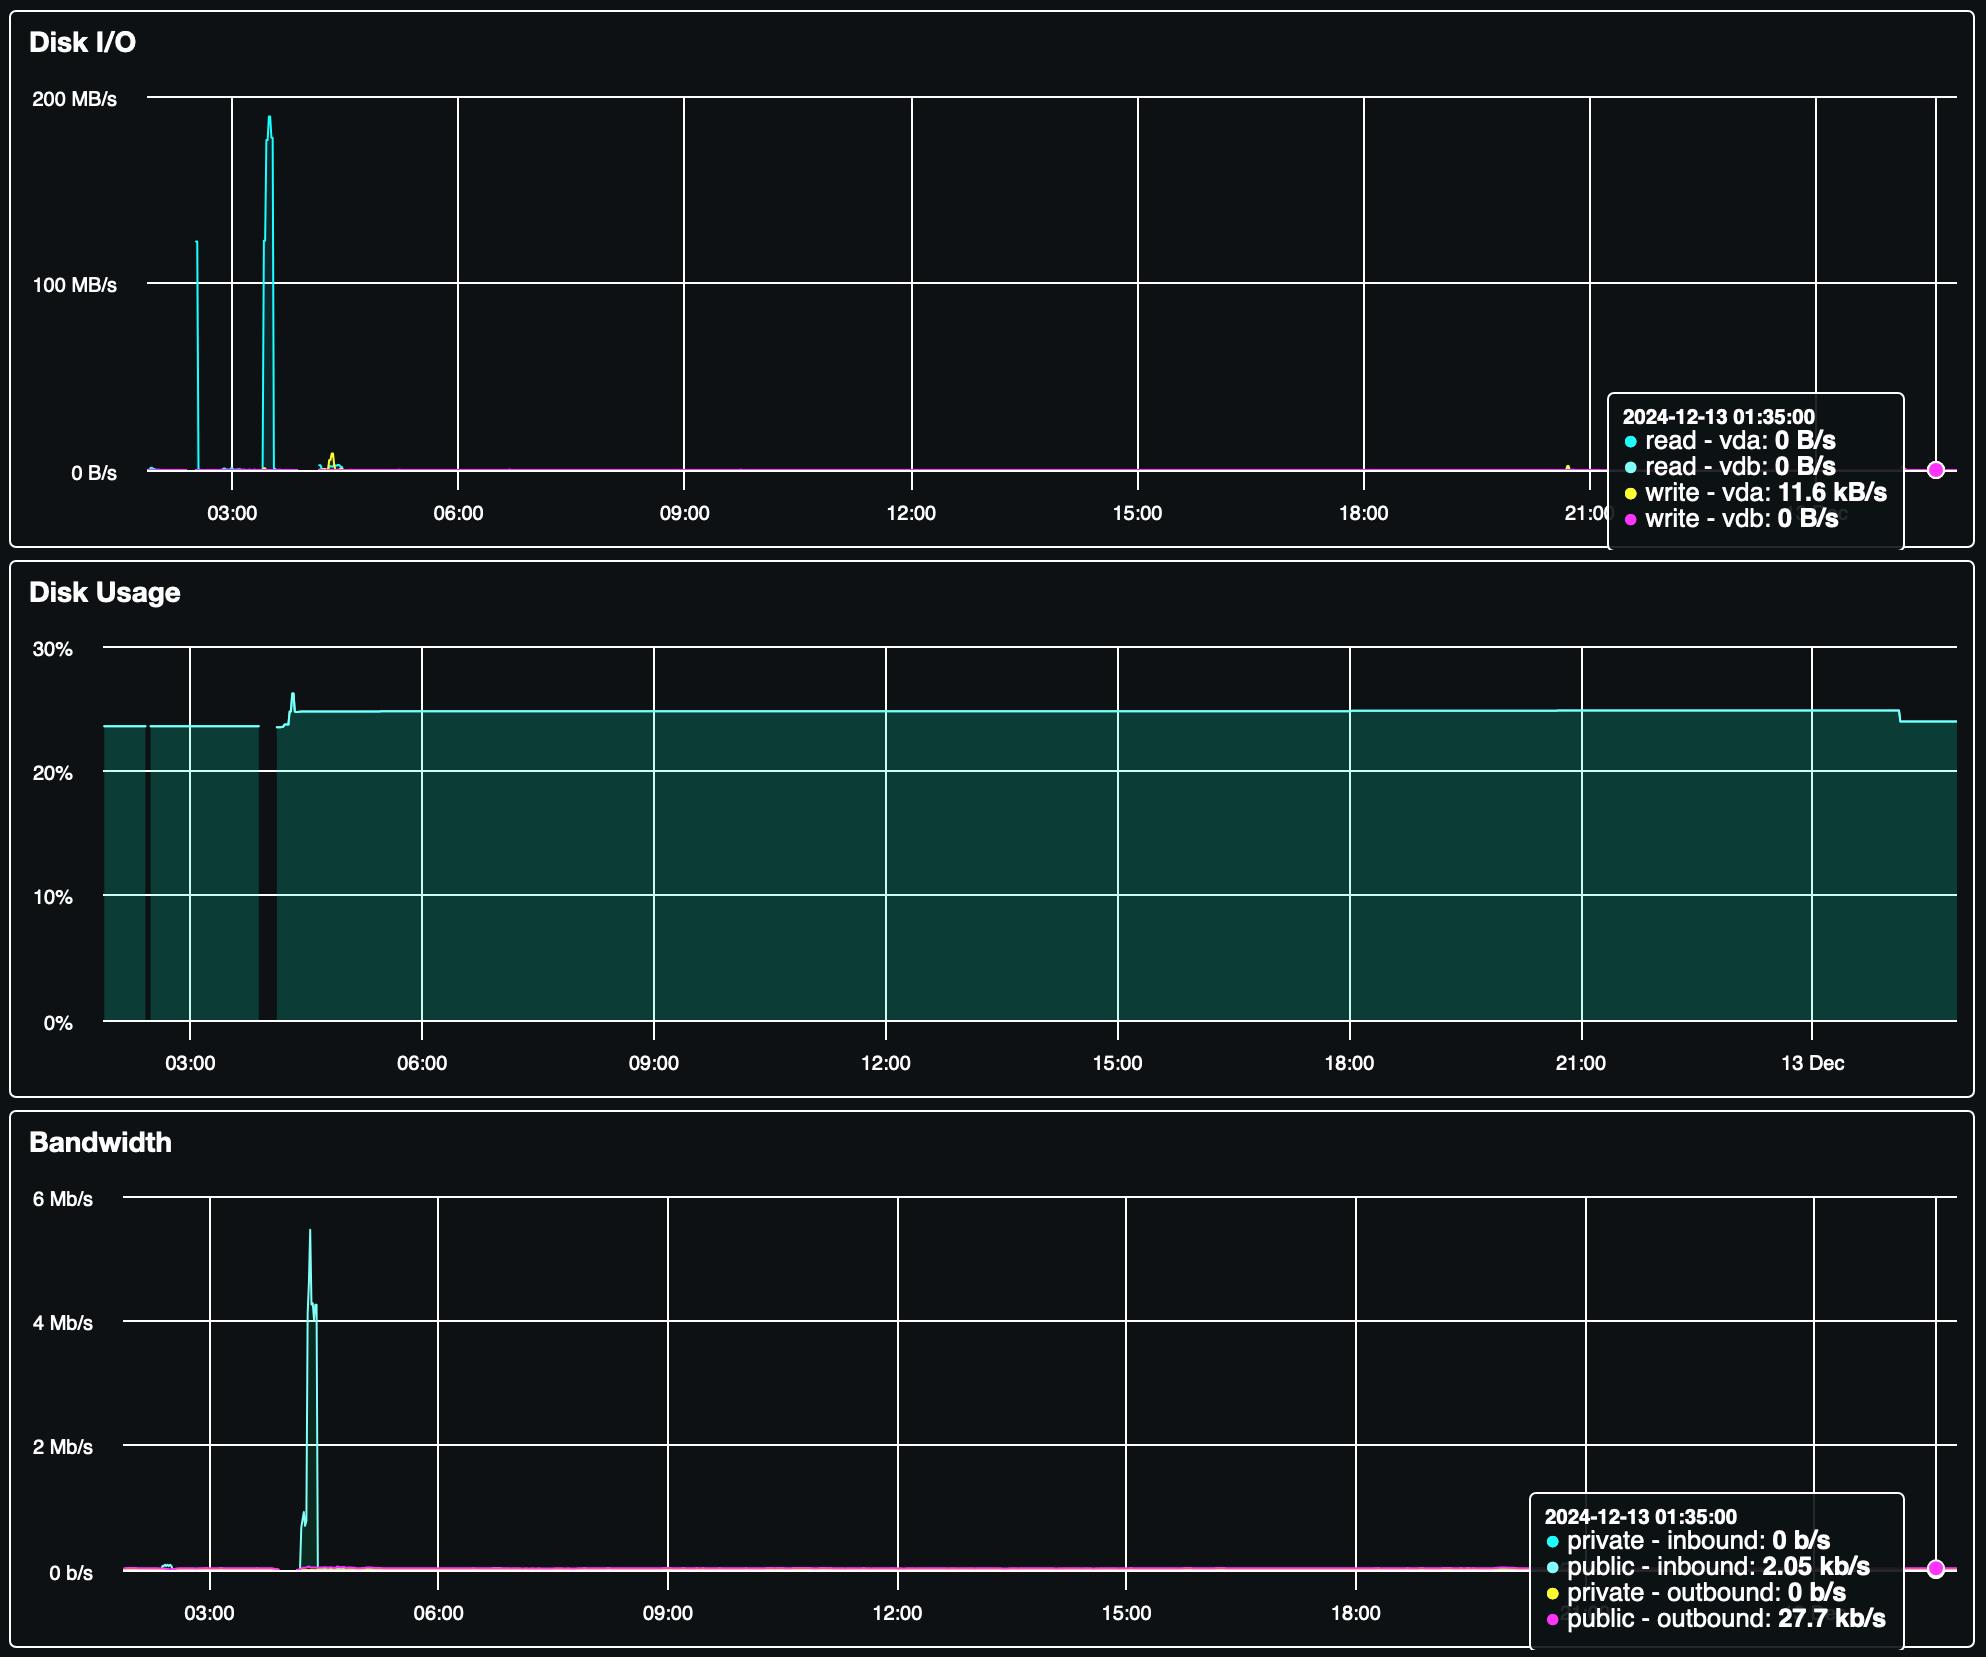 Disk I/O
200 MB/s
100 MB/s
0 B/s
03:00
06:00
09:00
12:00
15:00
18:00
21:00
2024-12-13 01:35:00
read - vda: 0 B/s
read - vdb: 0 B/s
write - vda: 11.6 kB/s
write - vdb: 0 B/s
Disk Usage
30%
20%
10%
0%
03:00
06:00
09:00
12:00
15:00
18:00
21:00
13 Dec
Bandwidth
6 Mb/s
4 Mb/s
2 Mb/s
0 b/s
03:00
06:00
09:00
12:00
15:00
18:00
2024-12-13 01:35:00
private - inbound: 0 b/s
public - inbound: 2.05 kb/s
private - outbound: 0 b/s
public - outbound: 27.7 kb/s